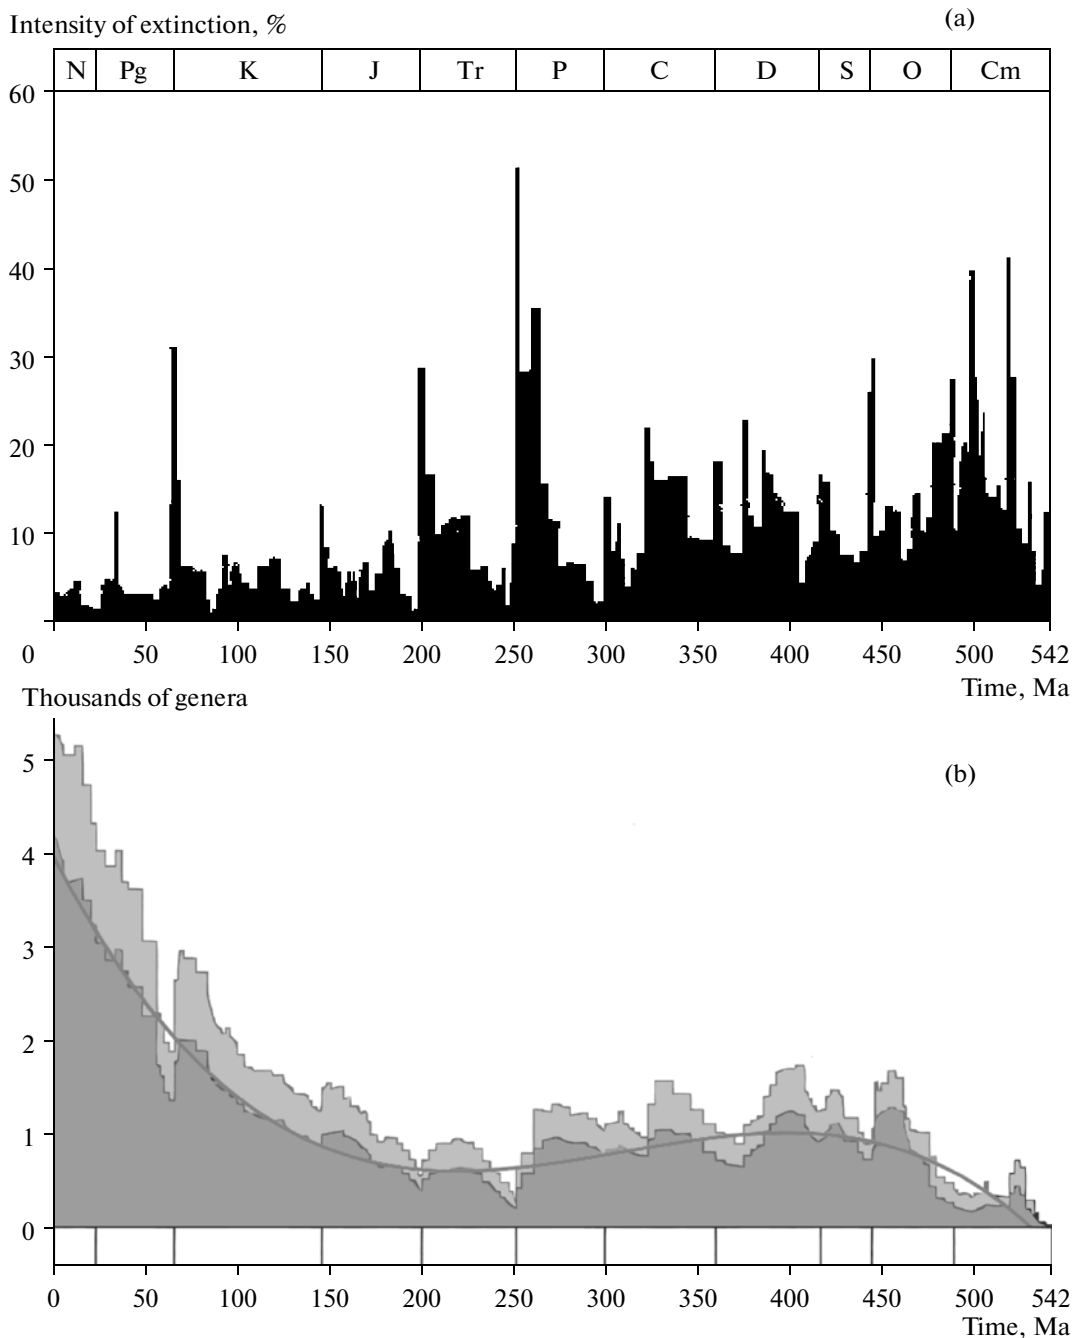 Intensity of extinction, %
(a)
N Pg K J Tr P C D S O Cm
60
50
40
30
20
10
0 50 100 150 200 250 300 350 400 450 500 542
Time, Ma
Thousands of genera
(b)
5
4
3
2
1
0
0 50 100 150 200 250 300 350 400 450 500 542
Time, Ma